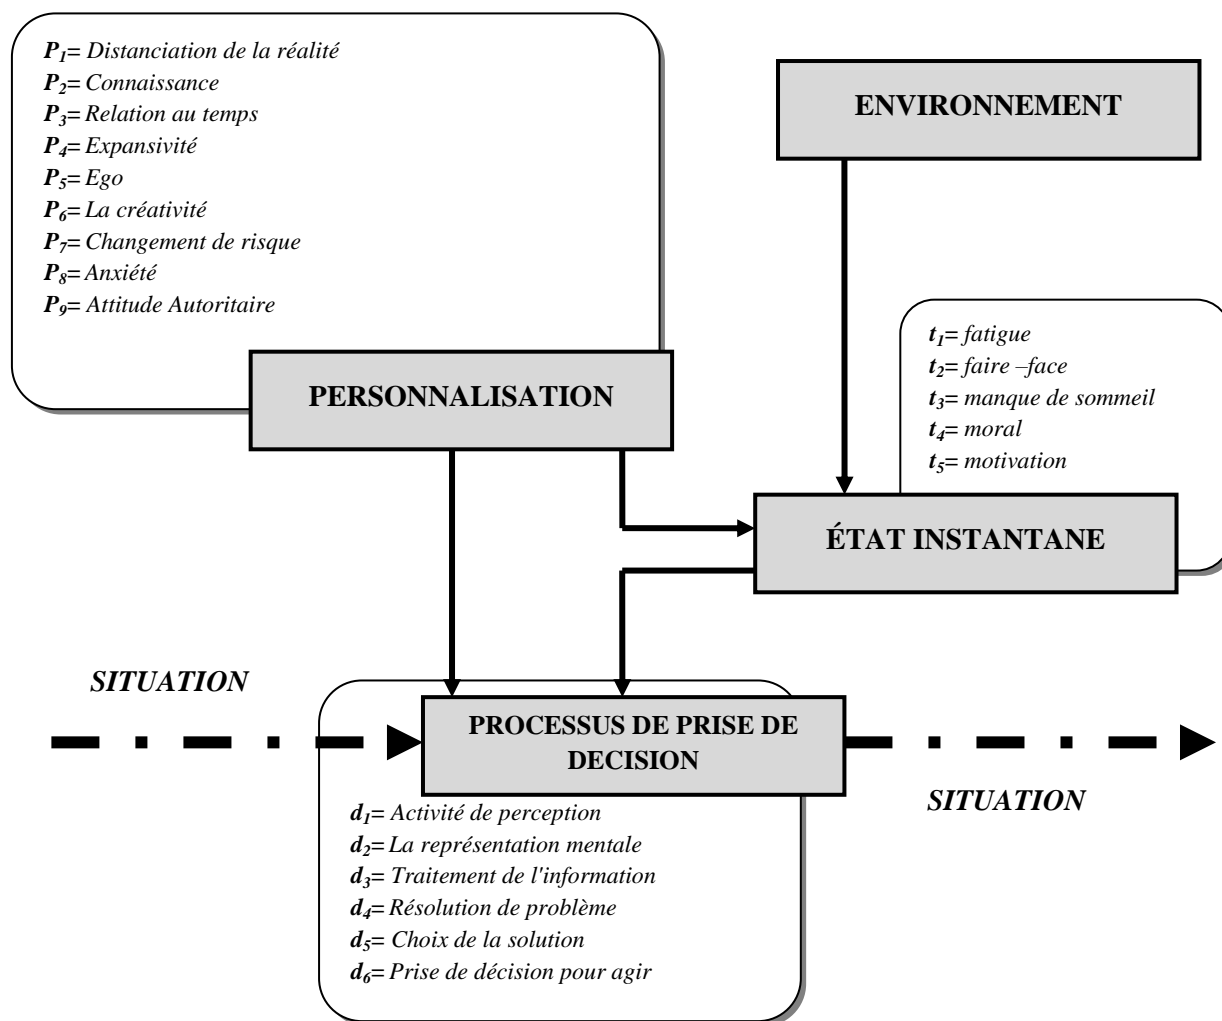 P1= Distanciation de la réalité
P2= Connaissance
P3= Relation au temps
P4= Expansivité
P5= Ego
P6= La créativité
P7= Changement de risque
P8= Anxiété
P9= Attitude Autoritaire
PERSONNALISATION
ENVIRONNEMENT
t1= fatigue
t2= faire –face
t3= manque de sommeil
t4= moral
t5= motivation
ÉTAT INSTANTANE
SITUATION
PROCESSUS DE PRISE DE
DECISION
SITUATION
d1= Activité de perception
d2= La représentation mentale
d3= Traitement de l'information
d4= Résolution de problème
d5= Choix de la solution
d6= Prise de décision pour agir